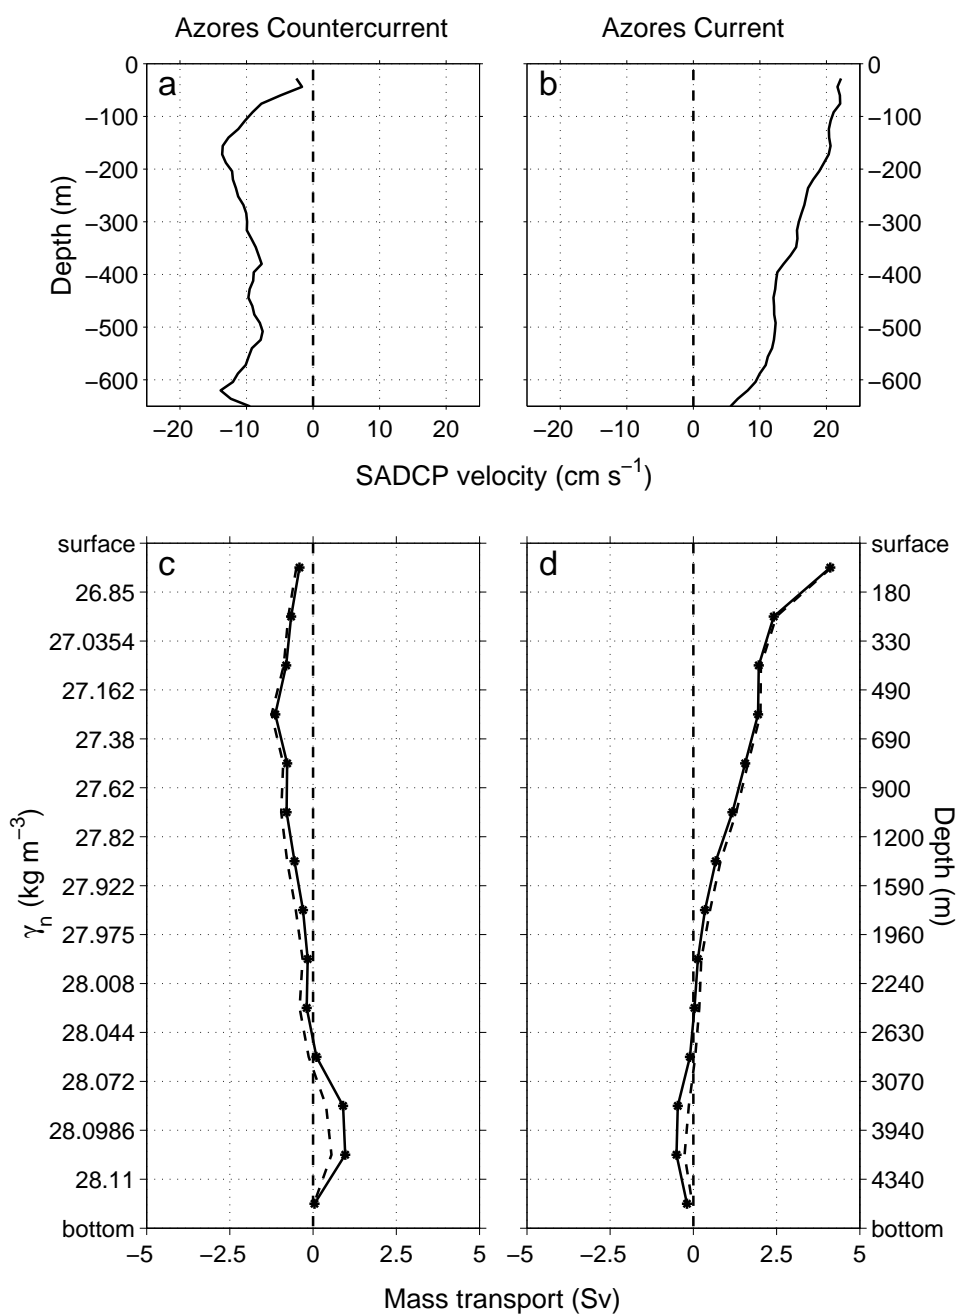 Azores Countercurrent
Azores Current
a
b
0
−100
−200
−300
−400
−500
−600
Depth (m)
0
−100
−200
−300
−400
−500
−600
−20 −10 0 10 20
−20 −10 0 10 20
SADCP velocity (cm s−1)
c
d
surface
26.85
27.0354
27.162
27.38
27.62
27.82
27.922
27.975
28.008
28.044
28.072
28.0986
28.11
bottom
γn (kg m−3)
surface
180
330
490
690
900
1200
1590
1960
2240
2630
3070
3940
4340
bottom
Depth (m)
−5 −2.5 0 2.5 5
−5 −2.5 0 2.5 5
Mass transport (Sv)